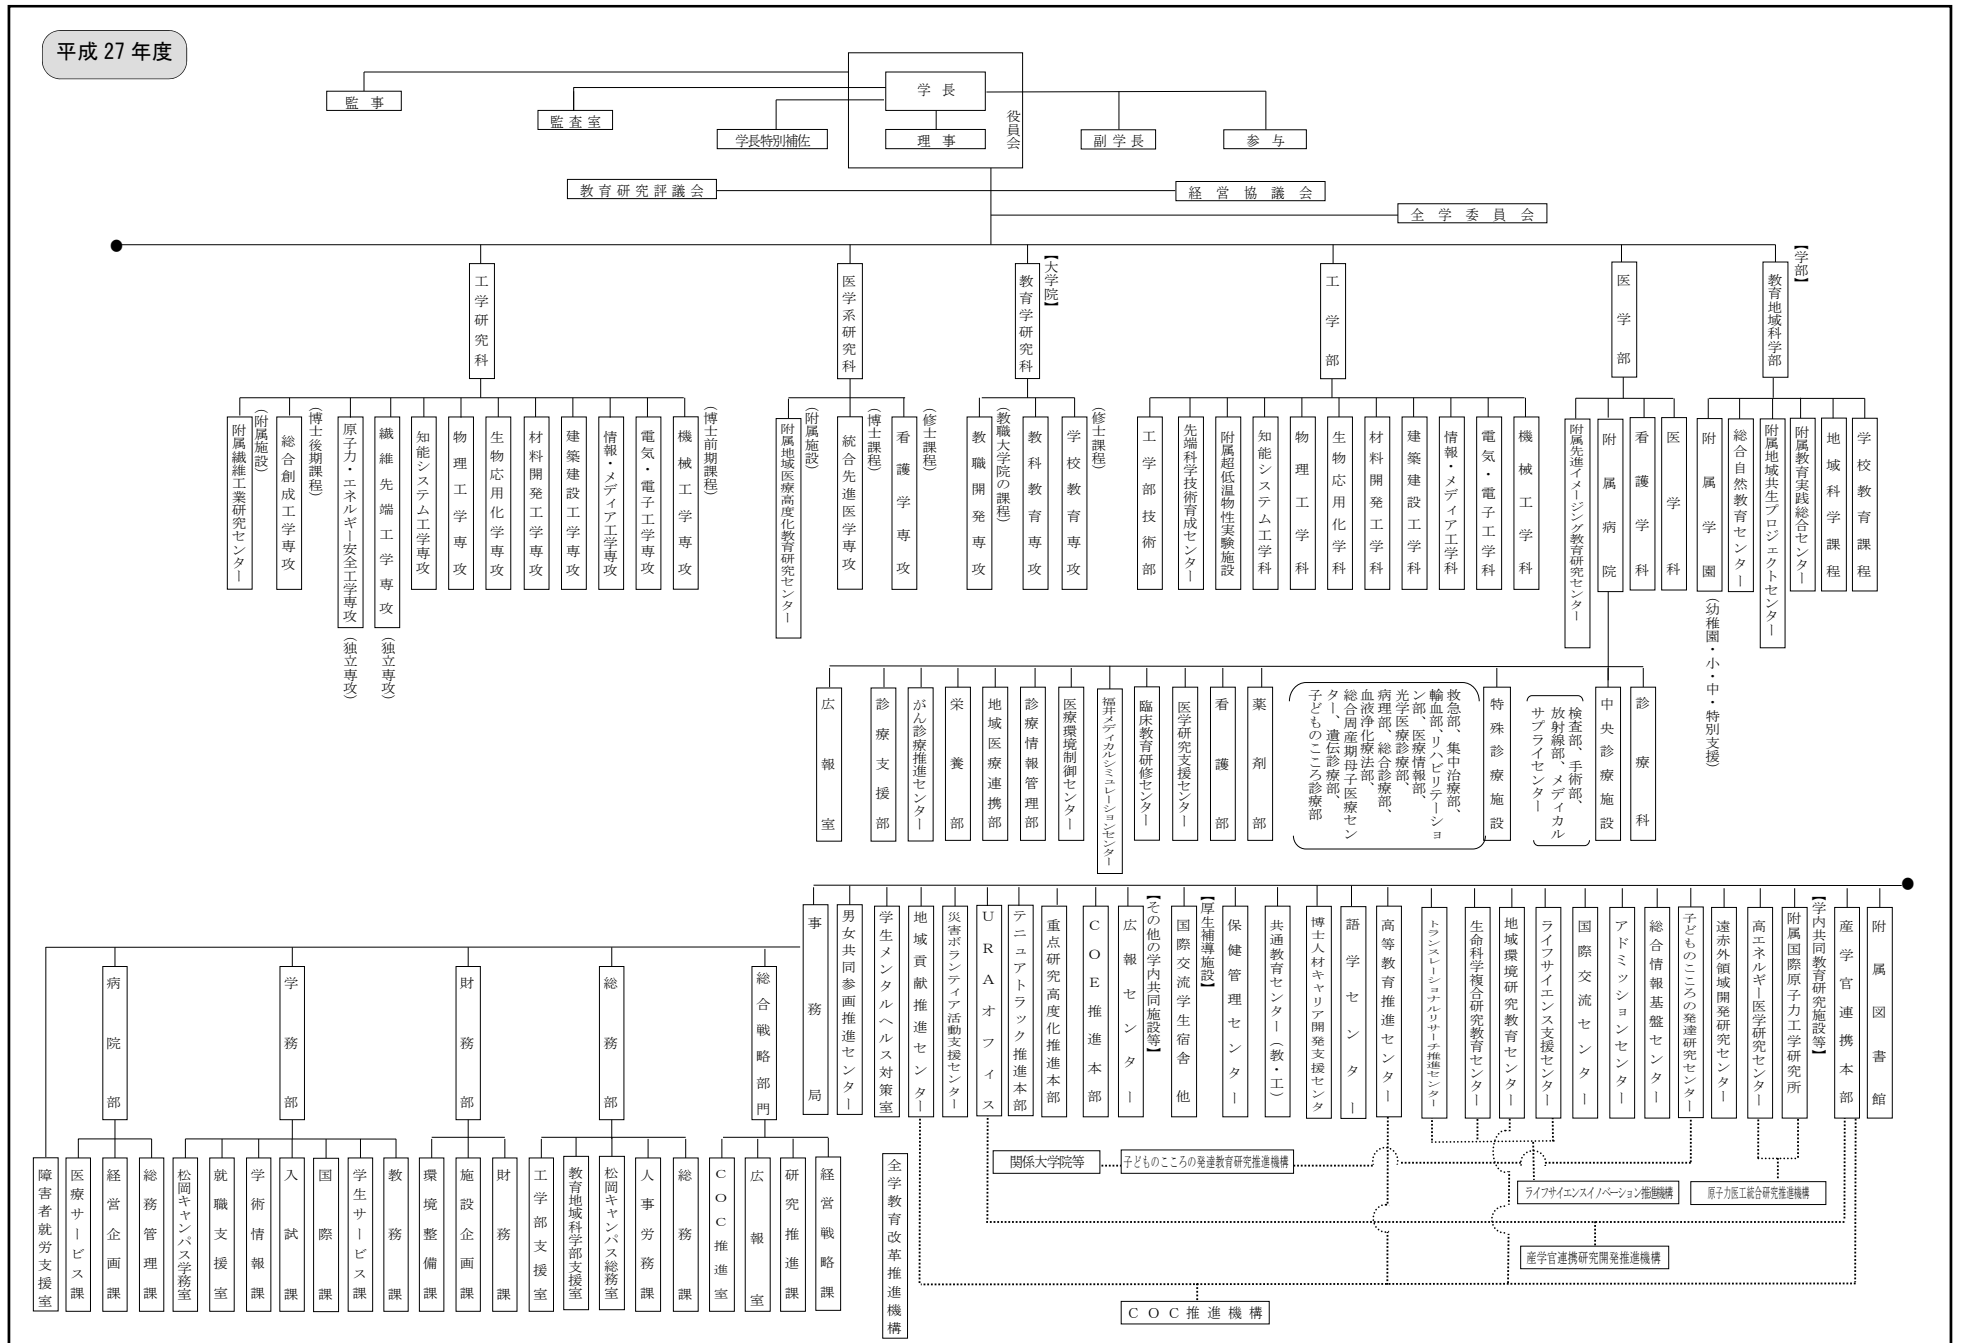 平成 27 年度
学長
監事
監査室
学長特別補佐
理事
役員会
副学長
参与
教育研究評議会
経営協議会
全学委員会
【学部】
教育地域科学部
医学部
工学部
【大学院】
教育学研究科
医学系研究科
工学研究科
学校教育課程
地域科学課程
附属教育実践総合センター
附属地域共生プロジェクトセンター
総合自然教育センター
附属学園
(幼稚園・小・中・特別支援)
医学科
看護学科
附属病院
附属先進イメージング教育研究センター
機械工学科
電気・電子工学科
情報・メディア工学科
建築建設工学科
材料開発工学科
生物応用化学科
物理工学科
知能システム工学科
附属超低温物性実験施設
先端科学技術育成センター
工学部技術部
(修士課程)
学校教育専攻
教科教育専攻
(教職大学院の課程)
教職開発専攻
(修士課程)
看護学専攻
(博士課程)
統合先進医学専攻
(附属施設)
附属地域医療高度化教育研究センター
(博士前期課程)
機械工学専攻
電気・電子工学専攻
情報・メディア工学専攻
建築建設工学専攻
材料開発工学専攻
生物応用化学専攻
物理工学専攻
知能システム工学専攻
繊維先端工学専攻
(独立専攻)
原子力・エネルギー安全工学専攻
(独立専攻)
(博士後期課程)
総合創成工学専攻
(附属施設)
附属繊維工業研究センター
診療科
中央診療施設
検査部、手術部、
放射線部、メディカル
サプライセンター
特殊診療施設
救急部、集中治療部、
輸血部、リハビリテーショ
ン部、医療情報部、
光学医療診療部、
病理部、総合診療部、
血液浄化療法部、
総合周産期母子医療セン
ター、遺伝診療部、
子どものこころ診療部
薬剤部
看護部
医学研究支援センター
臨床教育研修センター
福井メディカルシミュレーションセンター
医療環境制御センター
診療情報管理部
地域医療連携部
栄養部
がん診療推進センター
診療支援部
広報室
附属図書館
産学官連携本部
【学内共同教育研究施設等】
附属国際原子力工学研究所
高エネルギー医学研究センター
遠赤外領域開発研究センター
子どものこころの発達研究センター
総合情報基盤センター
アドミッションセンター
国際交流センター
ライフサイエンス支援センター
地域環境研究教育センター
生命科学複合研究教育センター
トランスレーショナルリサーチ推進センター
高等教育推進センター
語学センター
博士人材キャリア開発支援センター
共通教育センター(教・工)
保健管理センター
【厚生補導施設】
国際交流学生宿舎 他
【その他の学内共同施設等】
広報センター
COE推進本部
重点研究高度化推進本部
テニュアトラック推進本部
URAオフィス
災害ボランティア活動支援センター
地域貢献推進センター
学生メンタルヘルス対策室
男女共同参画推進センター
事務局
総合戦略部門
総務部
財務部
学務部
病院部
経営戦略課
研究推進課
広報室
COC推進室
総務課
人事労務課
松岡キャンパス総務室
教育地域科学部支援室
工学部支援室
財務課
施設企画課
環境整備課
教務課
学生サービス課
国際課
入試課
学術情報課
就職支援室
松岡キャンパス学務室
総務管理課
経営企画課
医療サービス課
障害者就労支援室
全学教育改革推進機構
関係大学院等
子どものこころの発達教育研究推進機構
ライフサイエンスイノベーション推進機構
原子力医工統合研究推進機構
産学官連携研究開発推進機構
COC推進機構